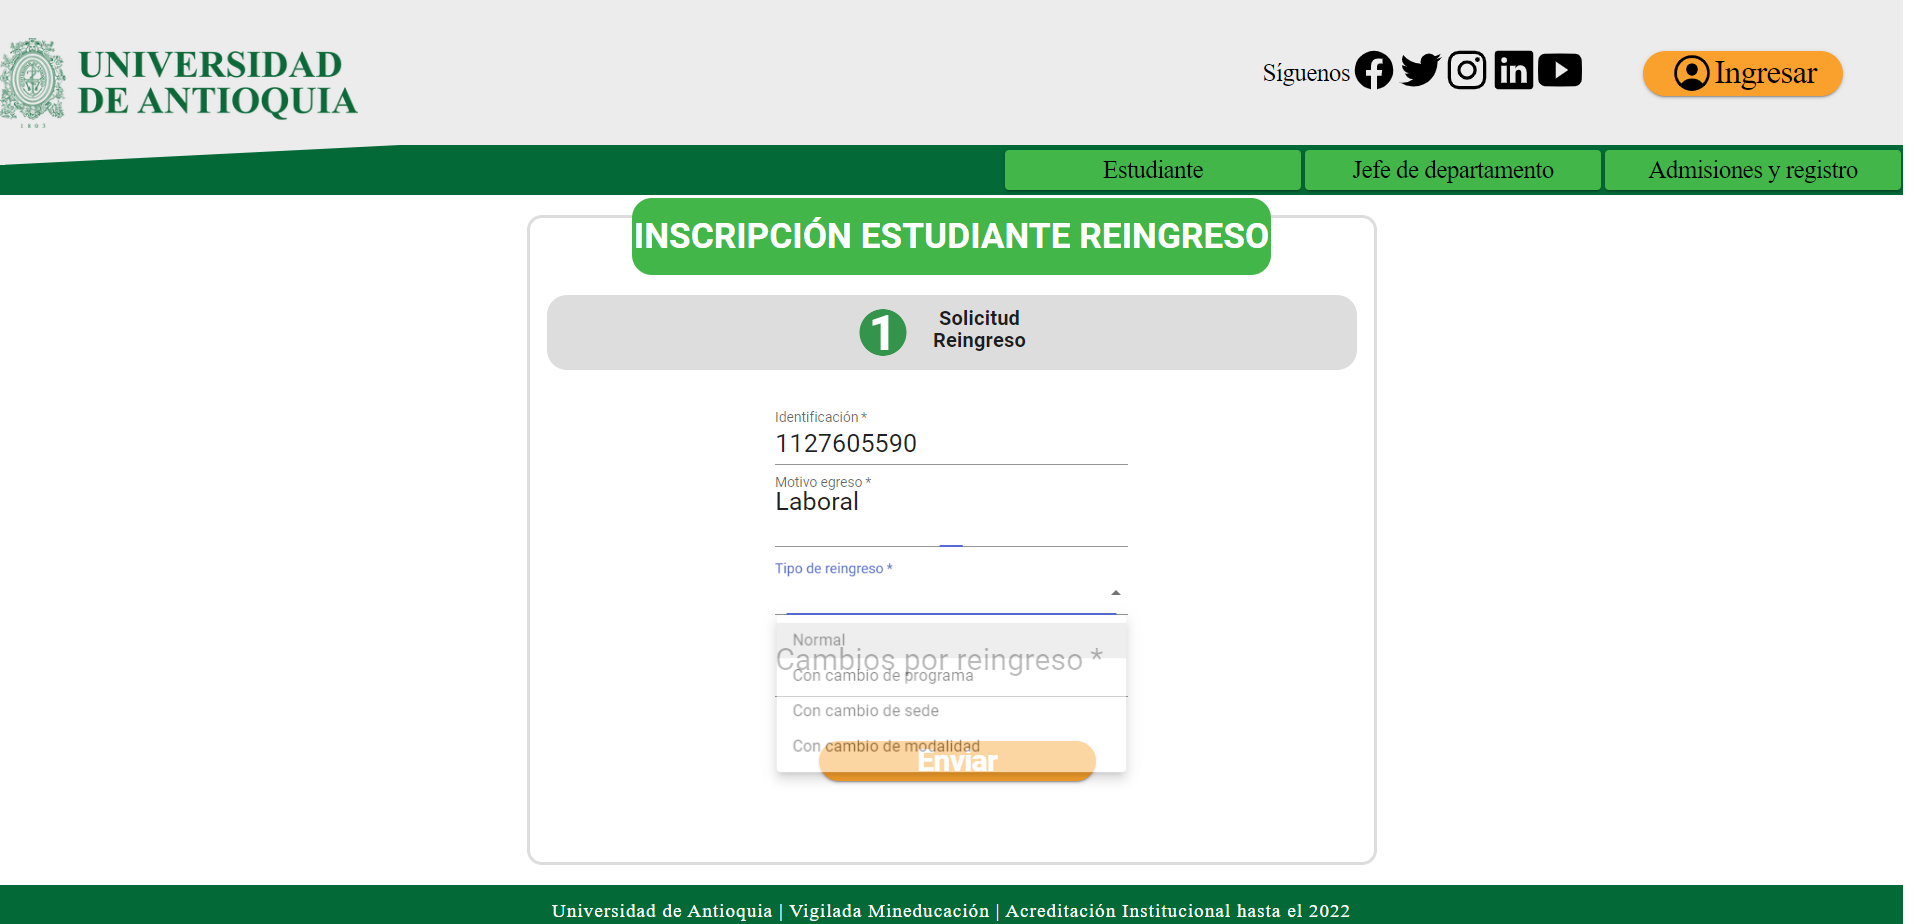 UNIVERSIDAD
DE ANTIOQUIA
1803
Síguenos
Ingresar
Estudiante
Jefe de departamento
Admisiones y registro
INSCRIPCIÓN ESTUDIANTE REINGRESO
1
Solicitud
Reingreso
Identificación *
1127605590
Motivo egreso *
Laboral
Tipo de reingreso *
Normal
Cambios por reingreso *
Con cambio de programa
Con cambio de sede
Con cambio de modalidad
Enviar
Universidad de Antioquia | Vigilada Mineducación | Acreditación Institucional hasta el 2022